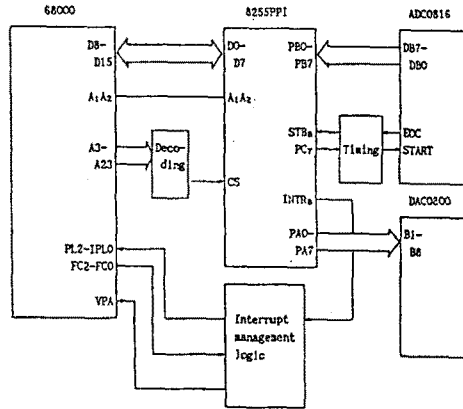 68000 8255PPI ADC0816
D8- D0- PB0- DB7-
D15 D7 PB7 DB0
A1A2 A1A2
STBB EOC
A3- Deco- PC7 Timing START
A23 ding
CS
INTRB DAC0800
PA0- B1-
PL2-IPL0 PA7 B8
FC2-FC0
VPA Interrupt
management
logic